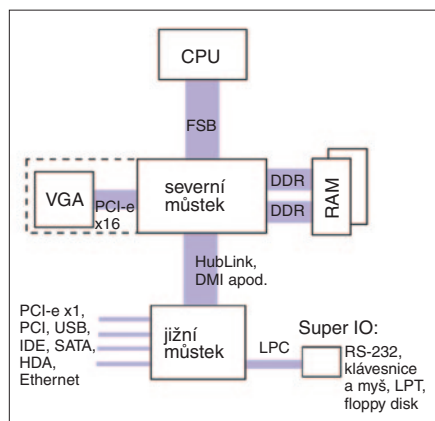 CPU
FSB
VGA
PCI-e
x16
severní
můstek
DDR
DDR
RAM
HubLink,
DMI apod.
PCI-e x1,
PCI, USB,
IDE, SATA,
HDA,
Ethernet
jižní
můstek
LPC
Super IO:
RS-232,
klávesnice
a myš, LPT,
floppy disk